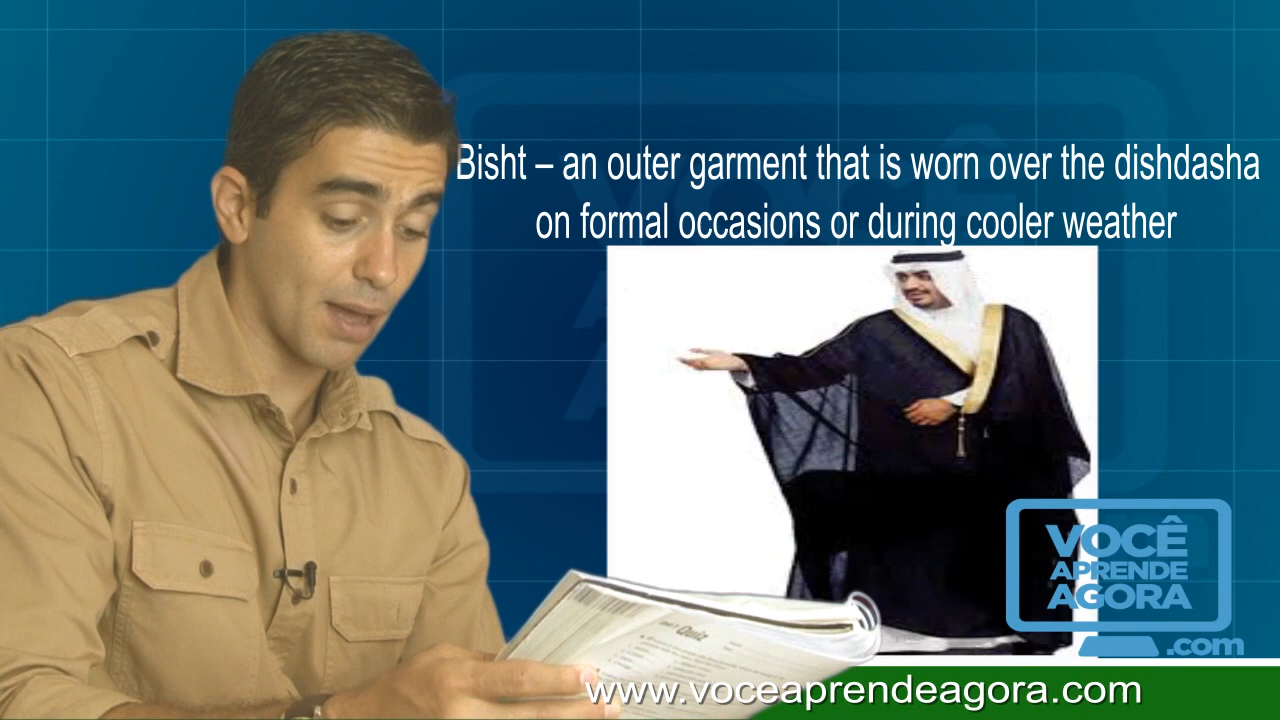 Bisht – an outer garment that is worn over the dishdasha
on formal occasions or during cooler weather
VOCÊ
APRENDE
AGORA
.com
Quiz
www.voceaprendeagora.com